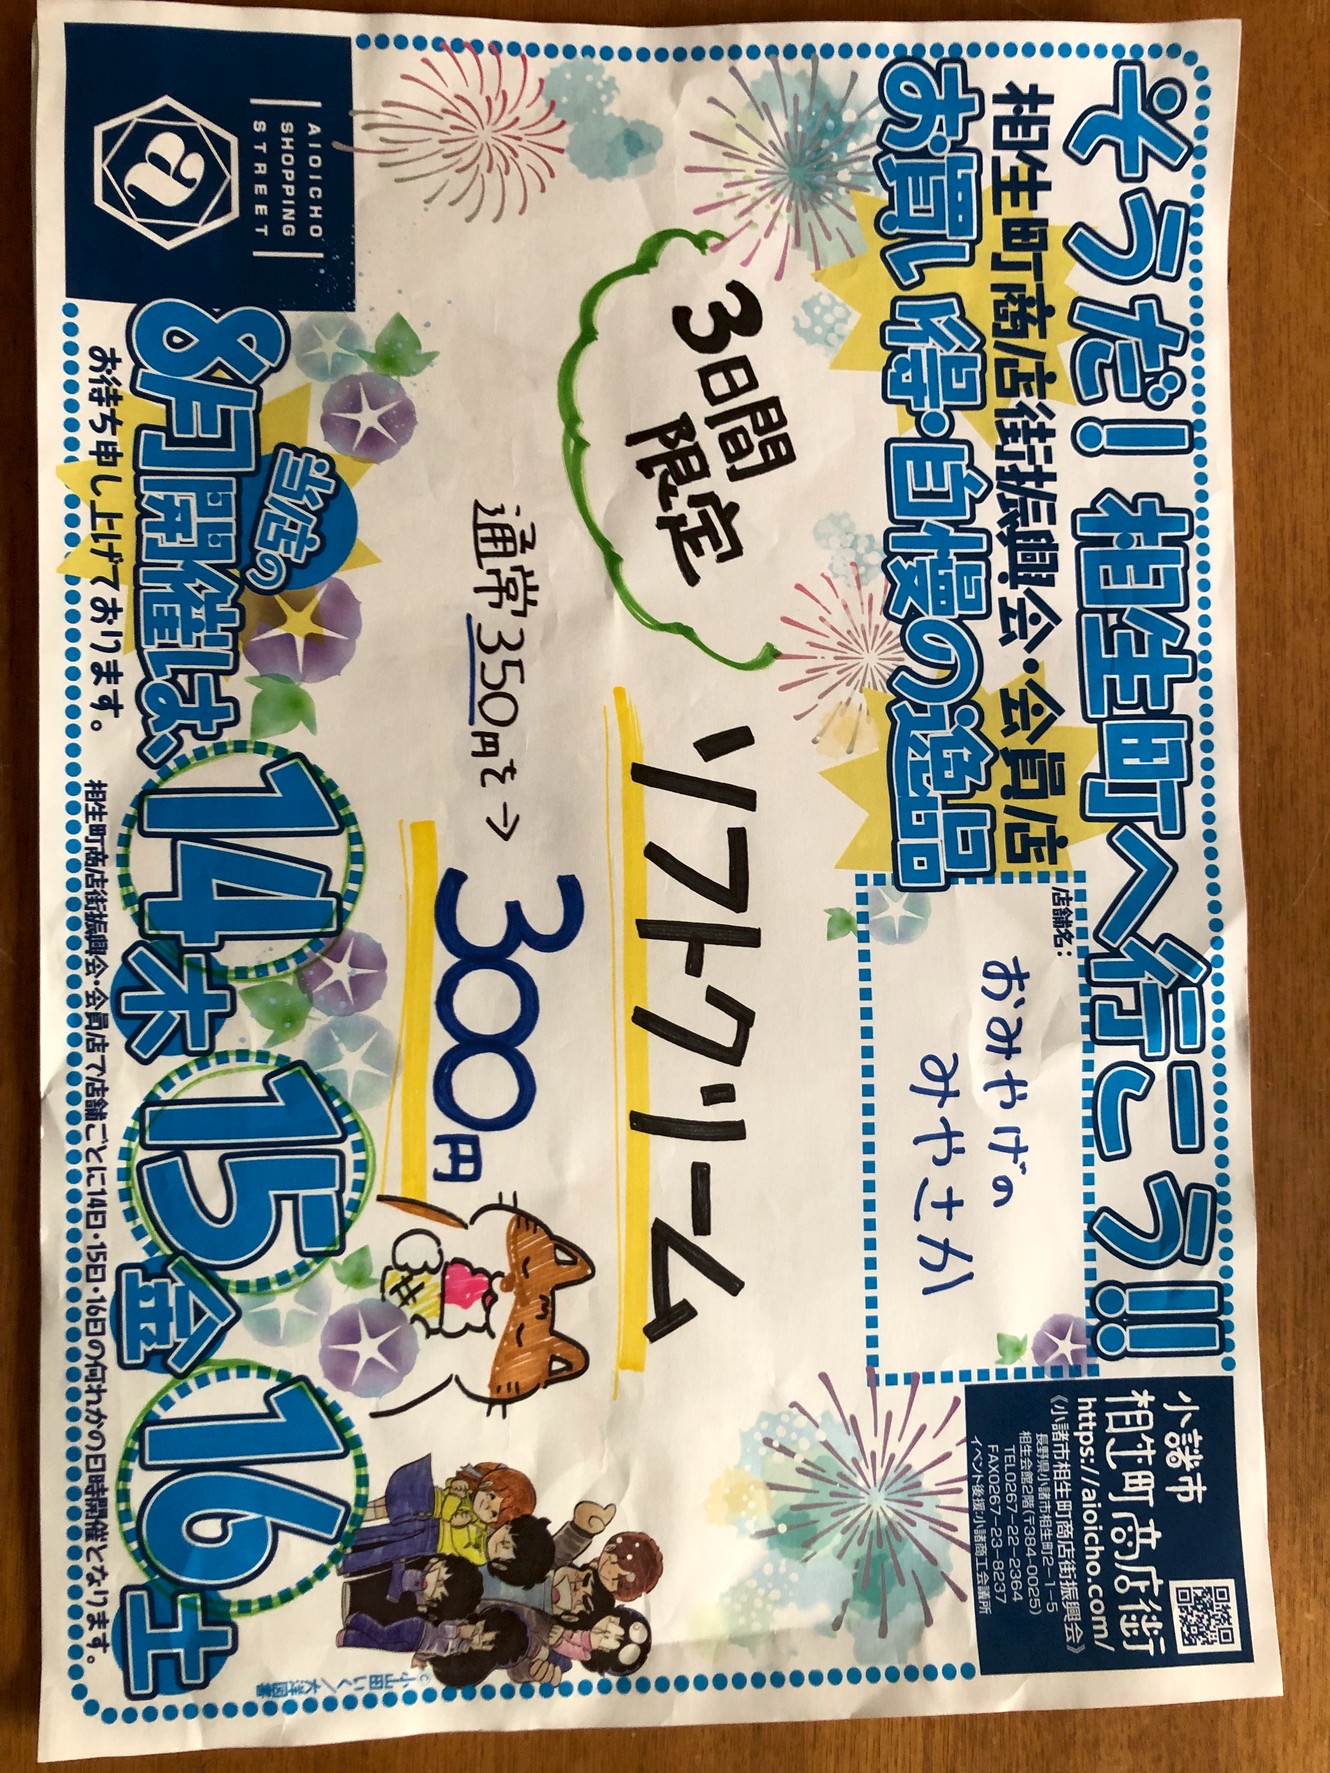 そうだ！相生町へ行こう!!
相生町商店街振興会・会員店
お買い得・自慢の逸品
店舗名：
おみやげの
みやさか
小諸市
相生町商店街
https://aioicho.com/
《小諸市相生町商店街振興会》
長野県小諸市相生町2-1-5
相生会館2階(〒384-0025)
TEL0267-22-2364
FAX0267-23-8237
イベント後援:小諸商工会議所
3日間
限定
ソフトクリーム
通常350円を→
300円
AIOICHO
SHOPPING
STREET
a
当店の
8月開催は、14木 15金 16土
お待ち申し上げております。
相生町商店街振興会・会員店で店舗ごとに14日・15日・16日の何れかの日時開催となります。
©小山田いく／大洋図書